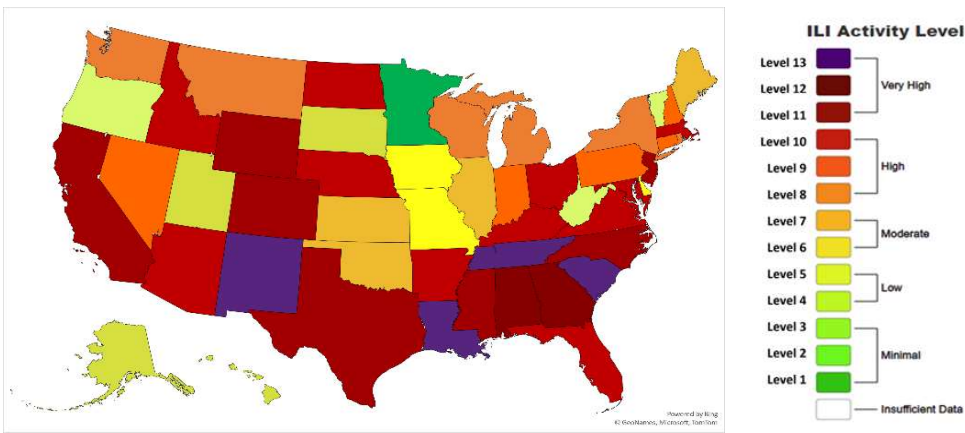 ILI Activity Level
Level 13
Level 12
Very High
Level 11
Level 10
Level 9
High
Level 8
Level 7
Moderate
Level 6
Level 5
Low
Level 4
Level 3
Level 2
Minimal
Level 1
Insufficient Data
Powered by Bing
© GeoNames, Microsoft, TomTom